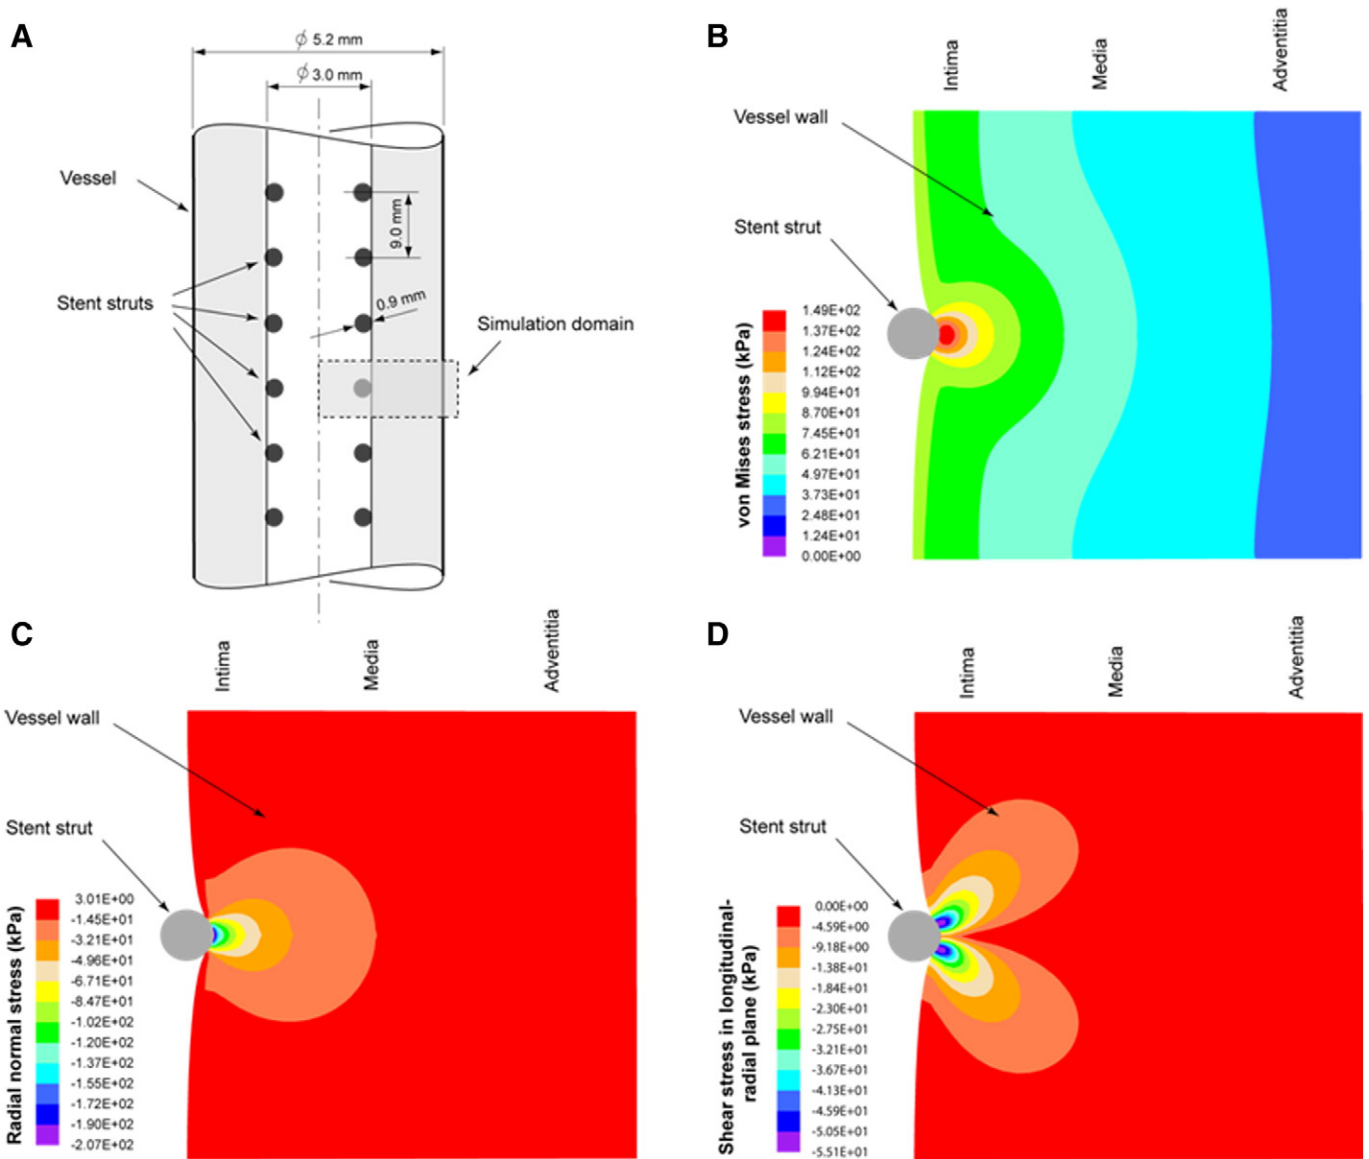 A
ϕ 5.2 mm
ϕ 3.0 mm
Vessel
9.0 mm
Stent struts
0.9 mm
Simulation domain
B
Intima
Media
Adventitia
Vessel wall
Stent strut
von Mises stress (kPa)
1.49E+02
1.37E+02
1.24E+02
1.12E+02
9.94E+01
8.70E+01
7.45E+01
6.21E+01
4.97E+01
3.73E+01
2.48E+01
1.24E+01
0.00E+00
C
Intima
Media
Adventitia
Vessel wall
Stent strut
Radial normal stress (kPa)
3.01E+00
-1.45E+01
-3.21E+01
-4.96E+01
-6.71E+01
-8.47E+01
-1.02E+02
-1.20E+02
-1.37E+02
-1.55E+02
-1.72E+02
-1.90E+02
-2.07E+02
D
Intima
Media
Adventitia
Vessel wall
Stent strut
Shear stress in longitudinal-
radial plane (kPa)
0.00E+00
-4.59E+00
-9.18E+00
-1.38E+01
-1.84E+01
-2.30E+01
-2.75E+01
-3.21E+01
-3.67E+01
-4.13E+01
-4.59E+01
-5.05E+01
-5.51E+01